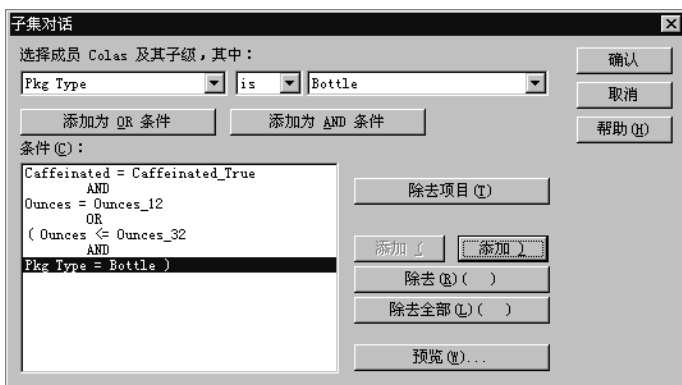 子集对话
选择成员 Colas 及其子级，其中：
Pkg Type is Bottle
添加为 OR 条件 添加为 AND 条件
条件(C)：
Caffeinated = Caffeinated_True
AND
Ounces = Ounces_12
OR
( Ounces <= Ounces_32
AND
Pkg Type = Bottle )
确认
取消
帮助(H)
除去项目(T)
添加 ( 添加 )
除去(R)( )
除去全部(L)( )
预览(W)...